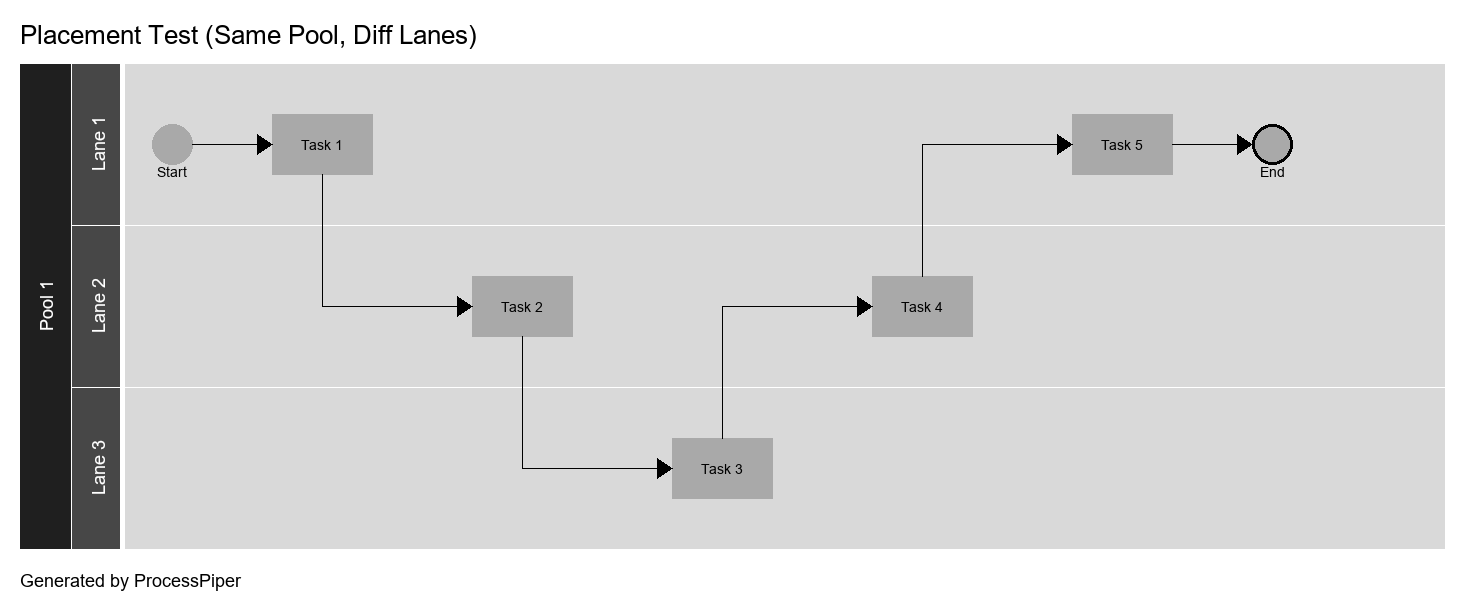 Placement Test (Same Pool, Diff Lanes)
Pool 1
Lane 1
Start
Task 1
Task 5
End
Lane 2
Task 2
Task 4
Lane 3
Task 3
Generated by ProcessPiper